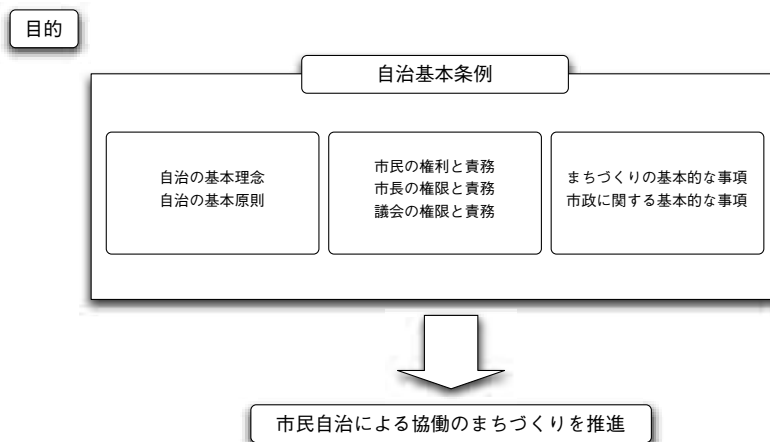 目的
自治基本条例
自治の基本理念
自治の基本原則
市民の権利と責務
市長の権限と責務
議会の権限と責務
まちづくりの基本的な事項
市政に関する基本的な事項
市民自治による協働のまちづくりを推進